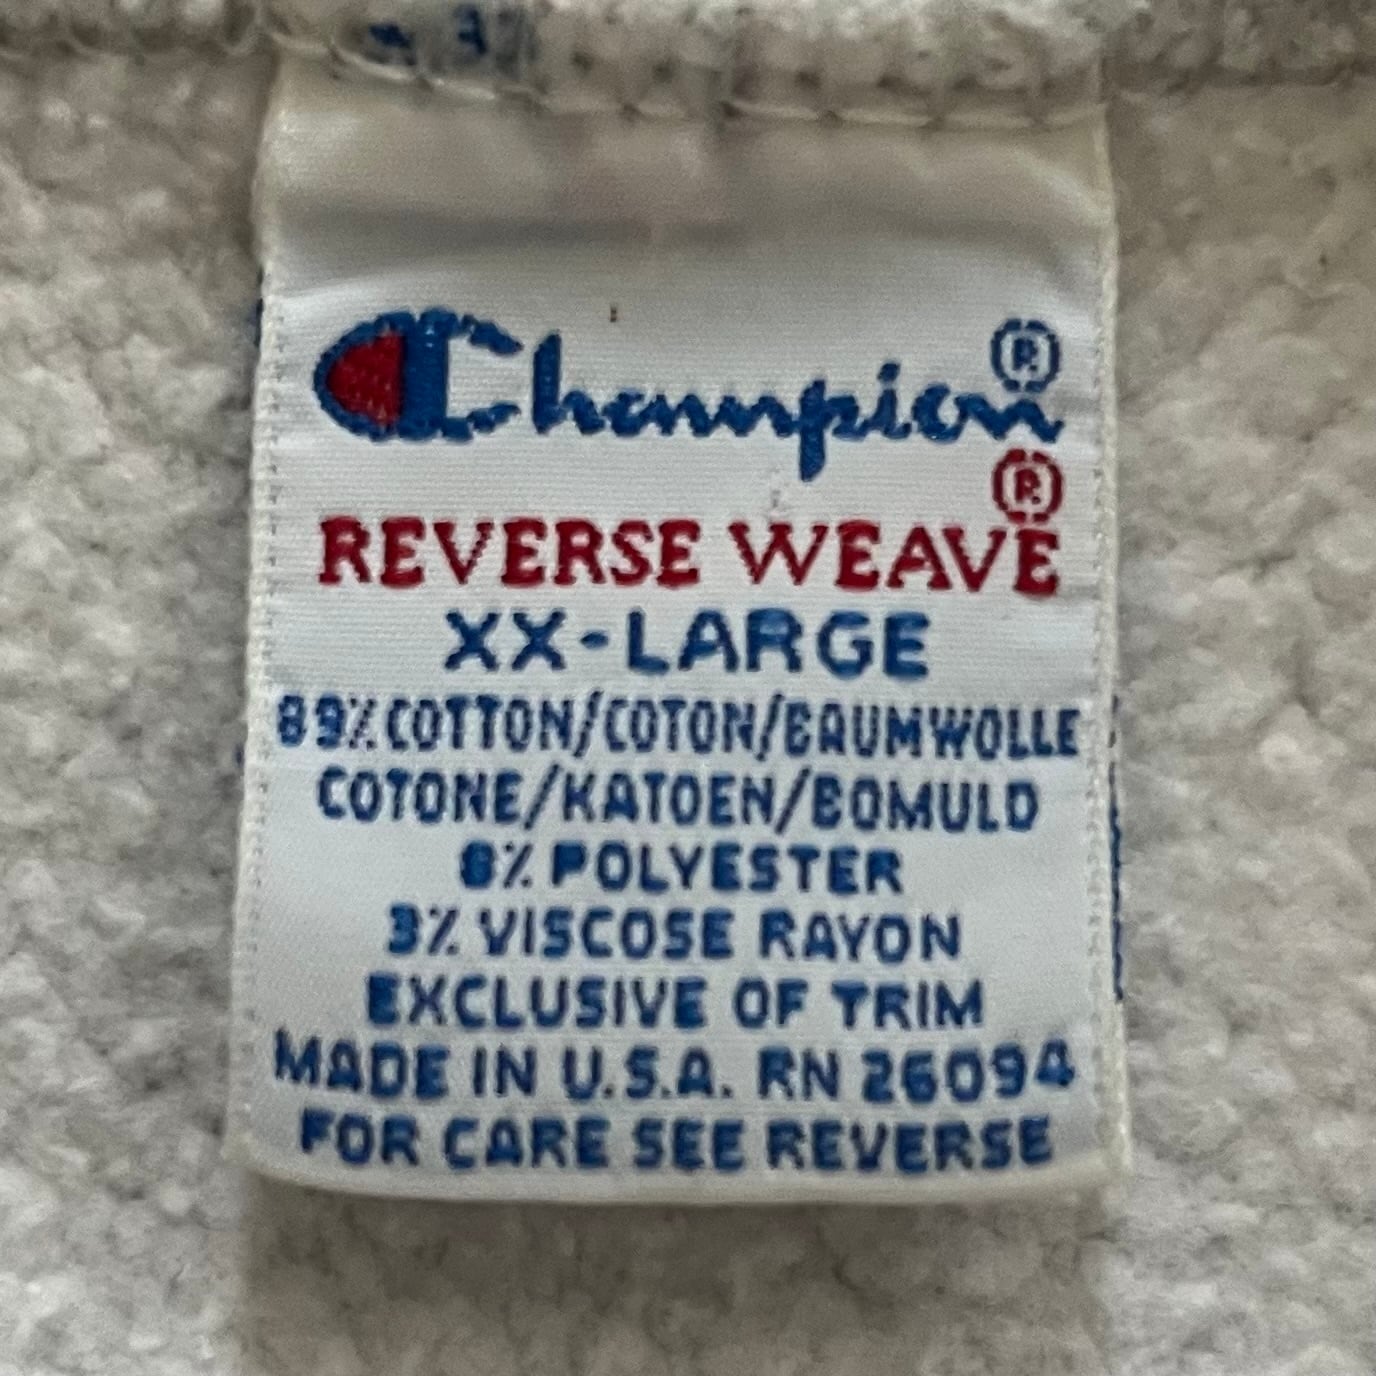 Champion®
REVERSE WEAVE®
XX-LARGE
89% COTTON/COTON/BAUMWOLLE
COTONE/KATOEN/BOMULD
8% POLYESTER
3% VISCOSE RAYON
EXCLUSIVE OF TRIM
MADE IN U.S.A. RN 26094
FOR CARE SEE REVERSE